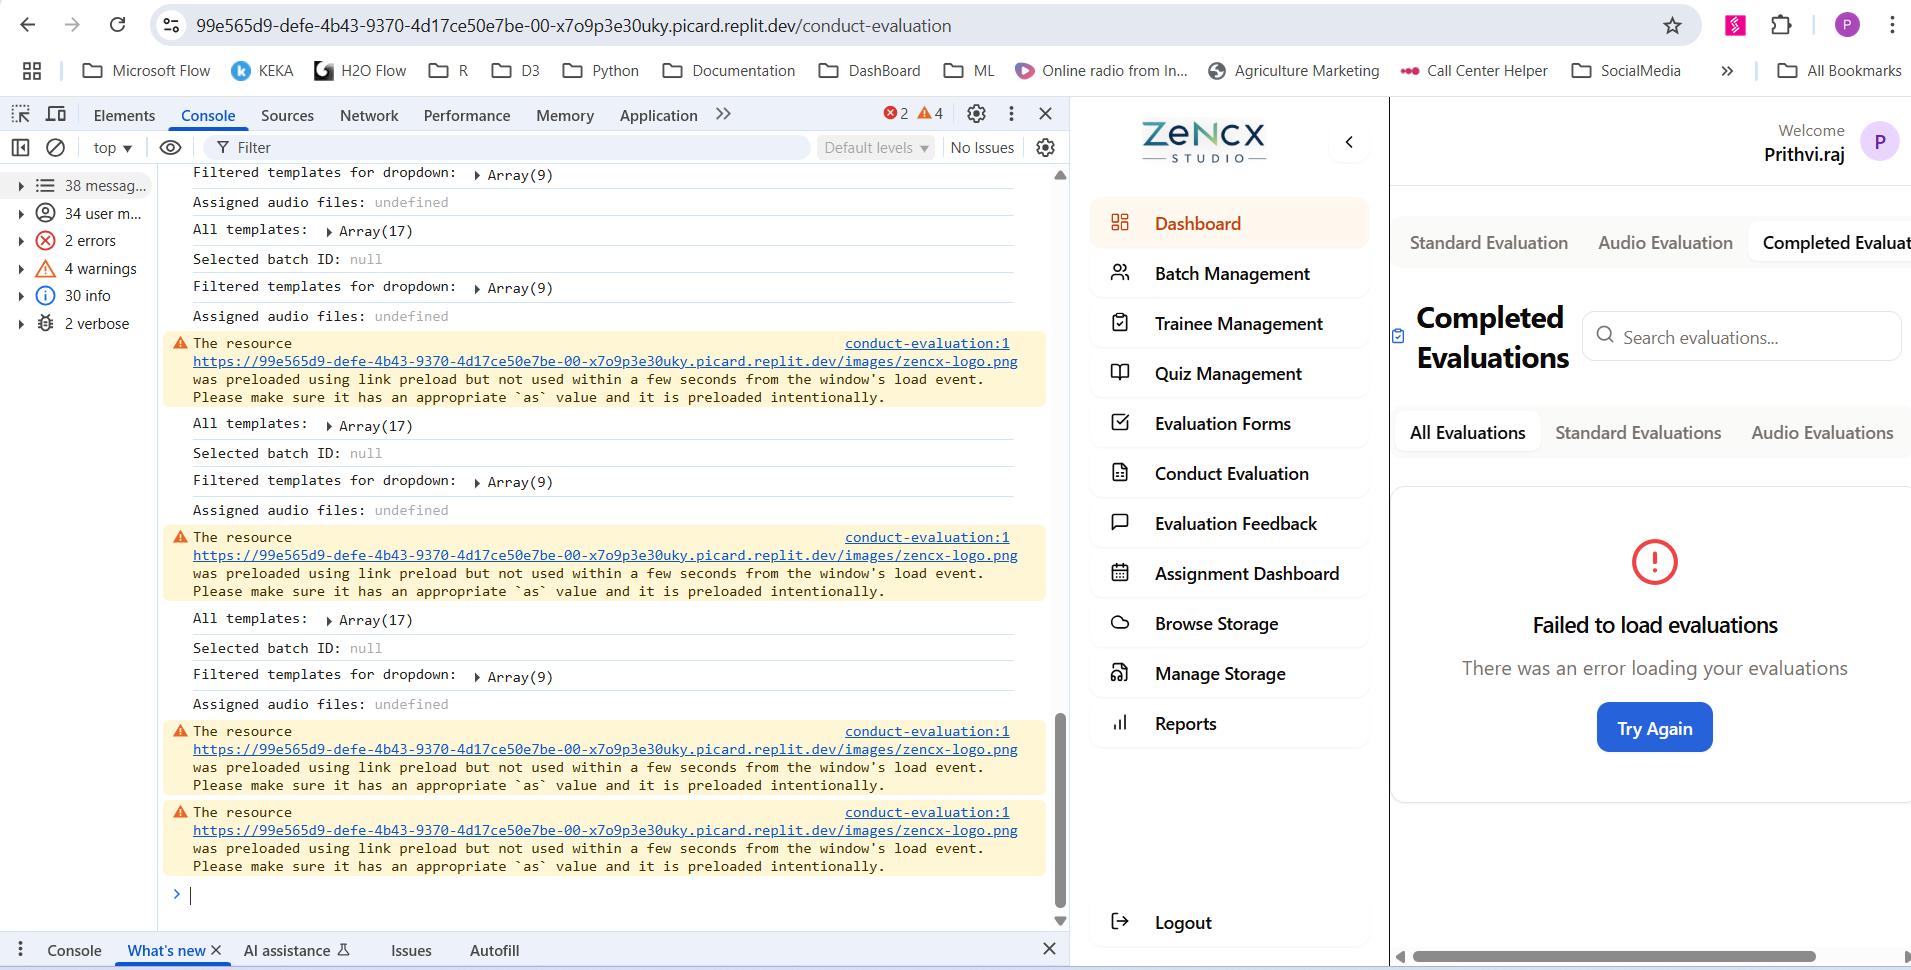 99e565d9-defe-4b43-9370-4d17ce50e7be-00-x7o9p3e30uky.picard.replit.dev/conduct-evaluation
P
Microsoft Flow
KEKA
H2O Flow
R
D3
Python
Documentation
DashBoard
ML
Online radio from In...
Agriculture Marketing
Call Center Helper
SocialMedia
All Bookmarks
Elements
Console
Sources
Network
Performance
Memory
Application
2
4
top
Filter
Default levels
No Issues
38 messag...
34 user m...
2 errors
4 warnings
30 info
2 verbose
Filtered templates for dropdown: Array(9)
Assigned audio files: undefined
All templates: Array(17)
Selected batch ID: null
Filtered templates for dropdown: Array(9)
Assigned audio files: undefined
The resource conduct-evaluation:1
https://99e565d9-defe-4b43-9370-4d17ce50e7be-00-x7o9p3e30uky.picard.replit.dev/images/zencx-logo.png
was preloaded using link preload but not used within a few seconds from the window's load event.
Please make sure it has an appropriate `as` value and it is preloaded intentionally.
All templates: Array(17)
Selected batch ID: null
Filtered templates for dropdown: Array(9)
Assigned audio files: undefined
The resource conduct-evaluation:1
https://99e565d9-defe-4b43-9370-4d17ce50e7be-00-x7o9p3e30uky.picard.replit.dev/images/zencx-logo.png
was preloaded using link preload but not used within a few seconds from the window's load event.
Please make sure it has an appropriate `as` value and it is preloaded intentionally.
All templates: Array(17)
Selected batch ID: null
Filtered templates for dropdown: Array(9)
Assigned audio files: undefined
The resource conduct-evaluation:1
https://99e565d9-defe-4b43-9370-4d17ce50e7be-00-x7o9p3e30uky.picard.replit.dev/images/zencx-logo.png
was preloaded using link preload but not used within a few seconds from the window's load event.
Please make sure it has an appropriate `as` value and it is preloaded intentionally.
The resource conduct-evaluation:1
https://99e565d9-defe-4b43-9370-4d17ce50e7be-00-x7o9p3e30uky.picard.replit.dev/images/zencx-logo.png
was preloaded using link preload but not used within a few seconds from the window's load event.
Please make sure it has an appropriate `as` value and it is preloaded intentionally.
Console
What's new
AI assistance
Issues
Autofill
ZeNCX
STUDIO
Dashboard
Batch Management
Trainee Management
Quiz Management
Evaluation Forms
Conduct Evaluation
Evaluation Feedback
Assignment Dashboard
Browse Storage
Manage Storage
Reports
Logout
Welcome
Prithvi.raj
P
Standard Evaluation
Audio Evaluation
Completed Evaluat
Completed
Evaluations
Search evaluations...
All Evaluations
Standard Evaluations
Audio Evaluations
Failed to load evaluations
There was an error loading your evaluations
Try Again